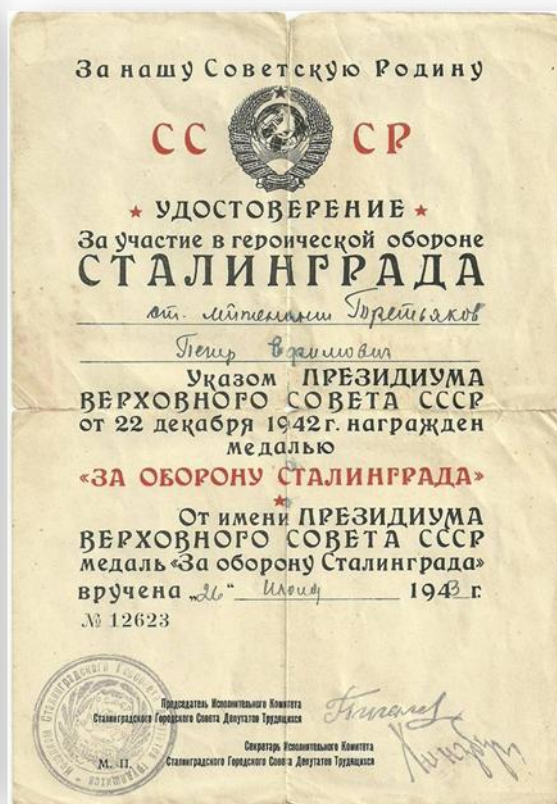 За нашу Советскую Родину
СС СР
УДОСТОВЕРЕНИЕ
За участие в героической обороне
СТАЛИНГРАДА
ст. лейтенант Третьяков
Петр Ефимович
Указом ПРЕЗИДИУМА
ВЕРХОВНОГО СОВЕТА СССР
от 22 декабря 1942 г. награжден
медалью
«ЗА ОБОРОНУ СТАЛИНГРАДА»
От имени ПРЕЗИДИУМА
ВЕРХОВНОГО СОВЕТА СССР
медаль «За оборону Сталинграда»
вручена „26“ Июня 1943 г.
№ 12623
Председатель Исполнительного Комитета
Сталинградского Городского Совета Депутатов Трудящихся
Секретарь Исполнительного Комитета
М. П. Сталинградского Городского Совета Депутатов Трудящихся